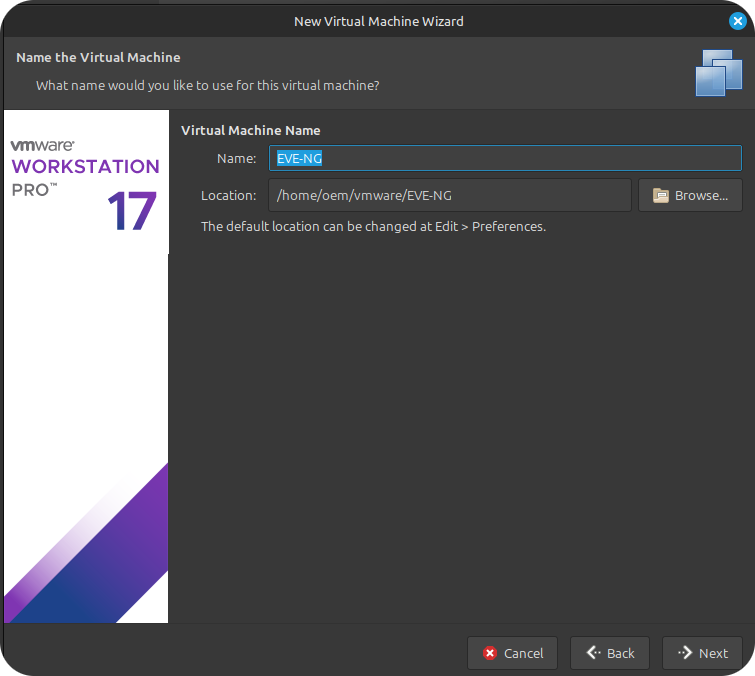 New Virtual Machine Wizard
Name the Virtual Machine
What name would you like to use for this virtual machine?
vmware®
WORKSTATION
PRO™
17
Virtual Machine Name
Name: EVE-NG
Location: /home/oem/vmware/EVE-NG Browse...
The default location can be changed at Edit > Preferences.
Cancel Back Next